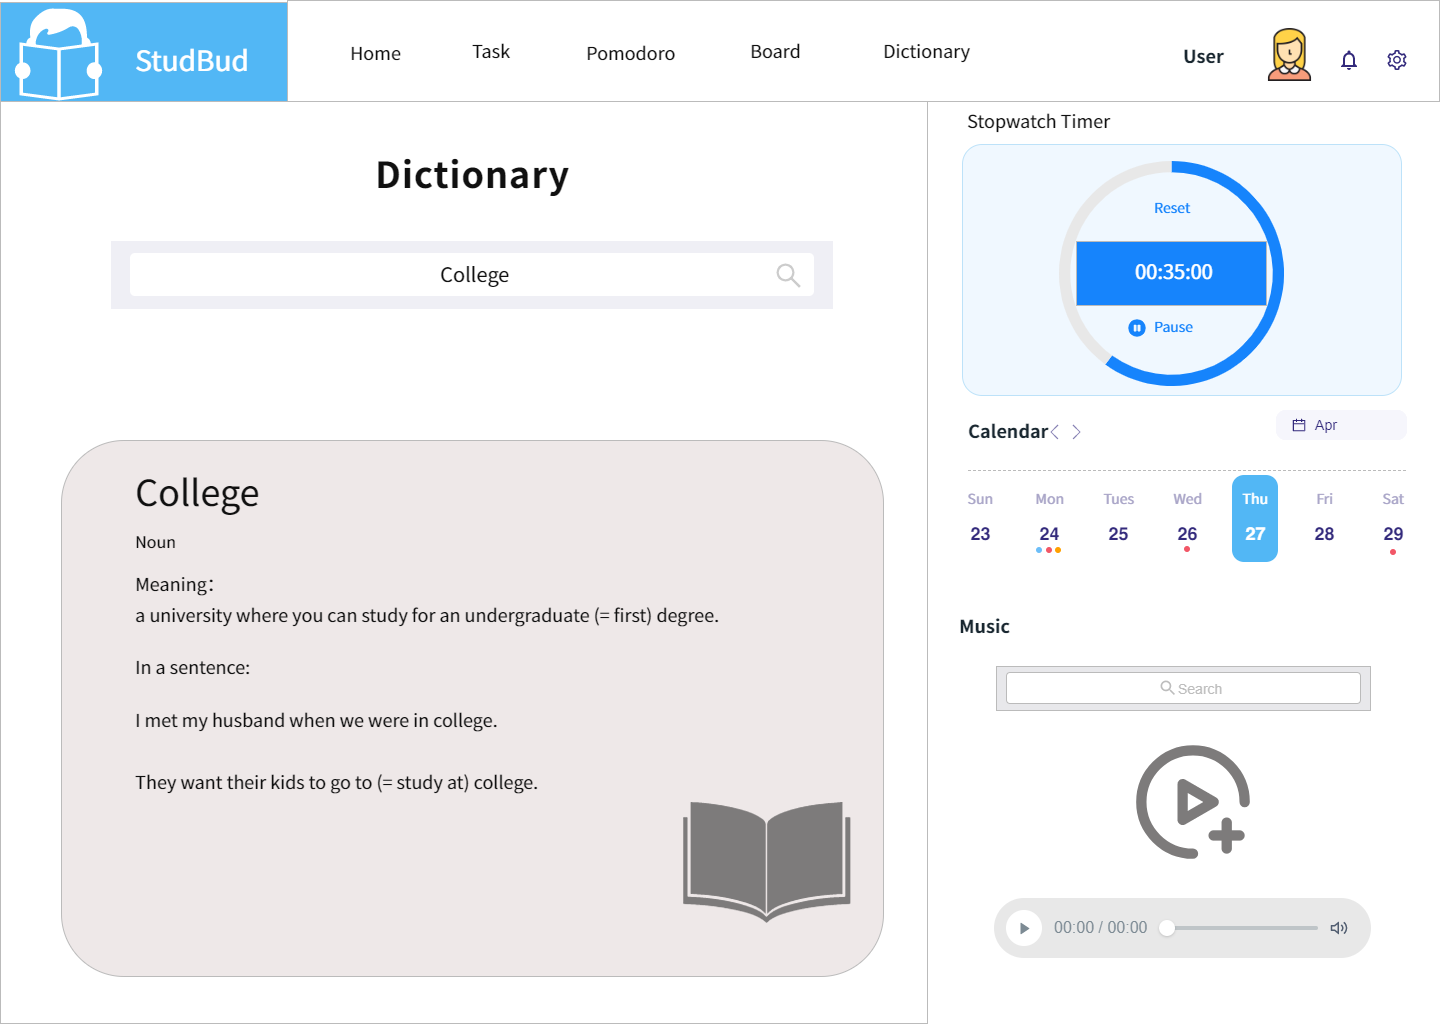 StudBud
Home Task Pomodoro Board Dictionary User
Stopwatch Timer
Dictionary
College
Reset
00:35:00
Pause
Calendar Apr
Sun Mon Tues Wed Thu Fri Sat
23 24 25 26 27 28 29
College
Noun
Meaning：
a university where you can study for an undergraduate (= first) degree.
In a sentence:
I met my husband when we were in college.
They want their kids to go to (= study at) college.
Music
Search
00:00 / 00:00